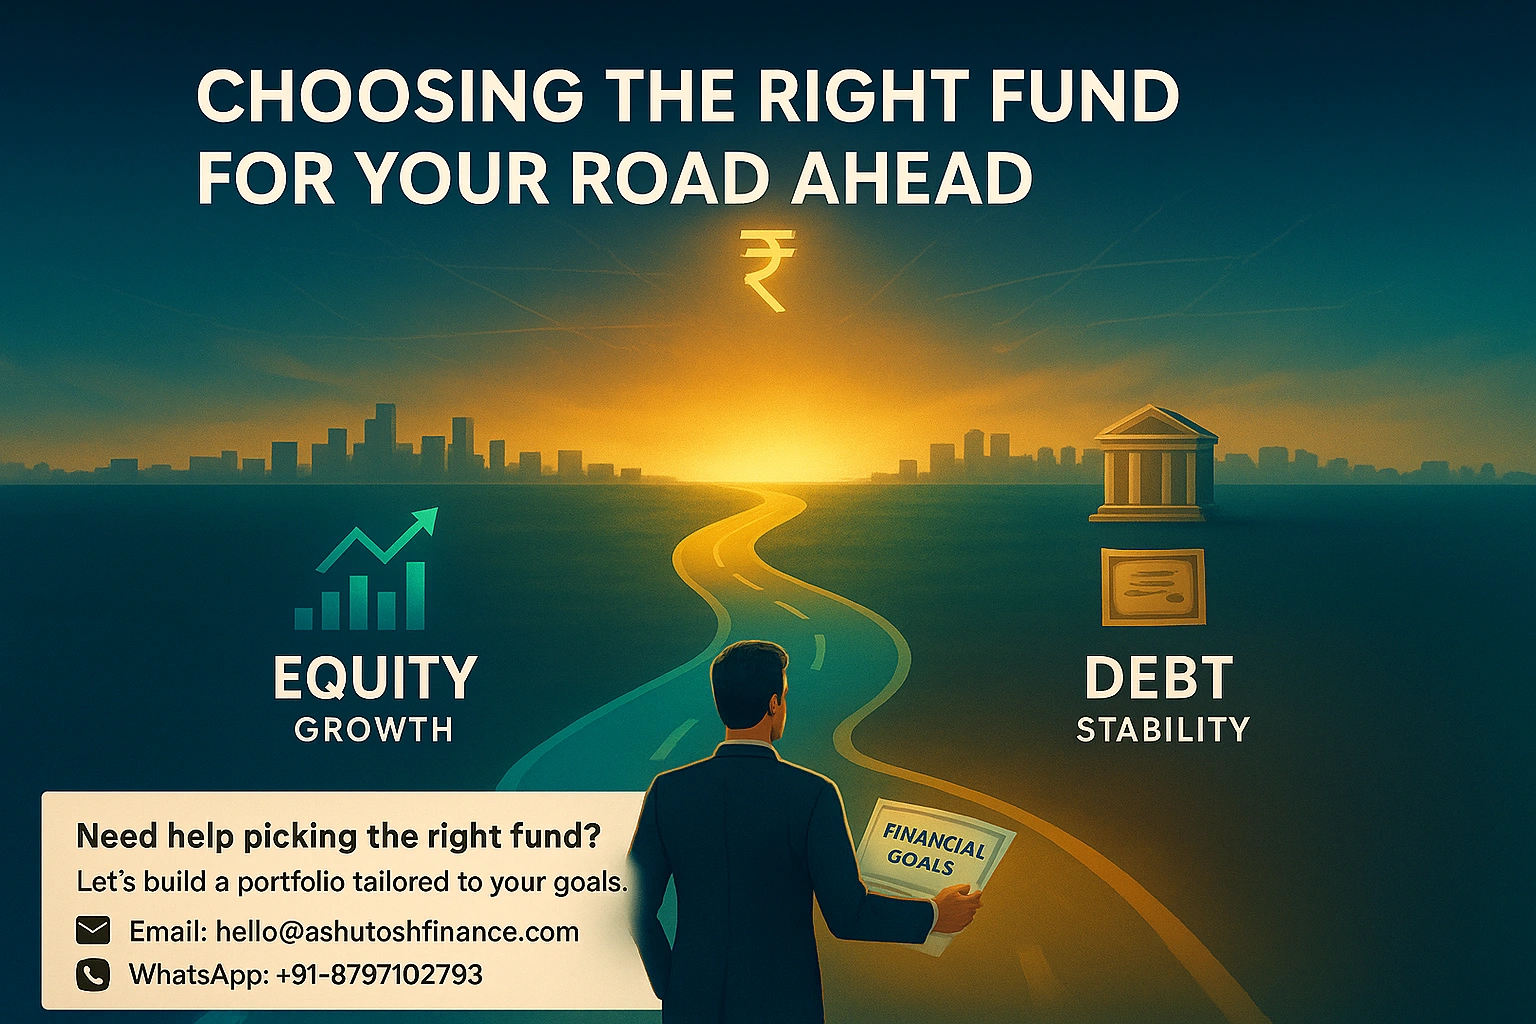 CHOOSING THE RIGHT FUND
FOR YOUR ROAD AHEAD
₹
EQUITY
GROWTH
DEBT
STABILITY
FINANCIAL
GOALS
Need help picking the right fund?
Let's build a portfolio tailored to your goals.
Email: hello@ashutoshfinance.com
WhatsApp: +91-8797102793